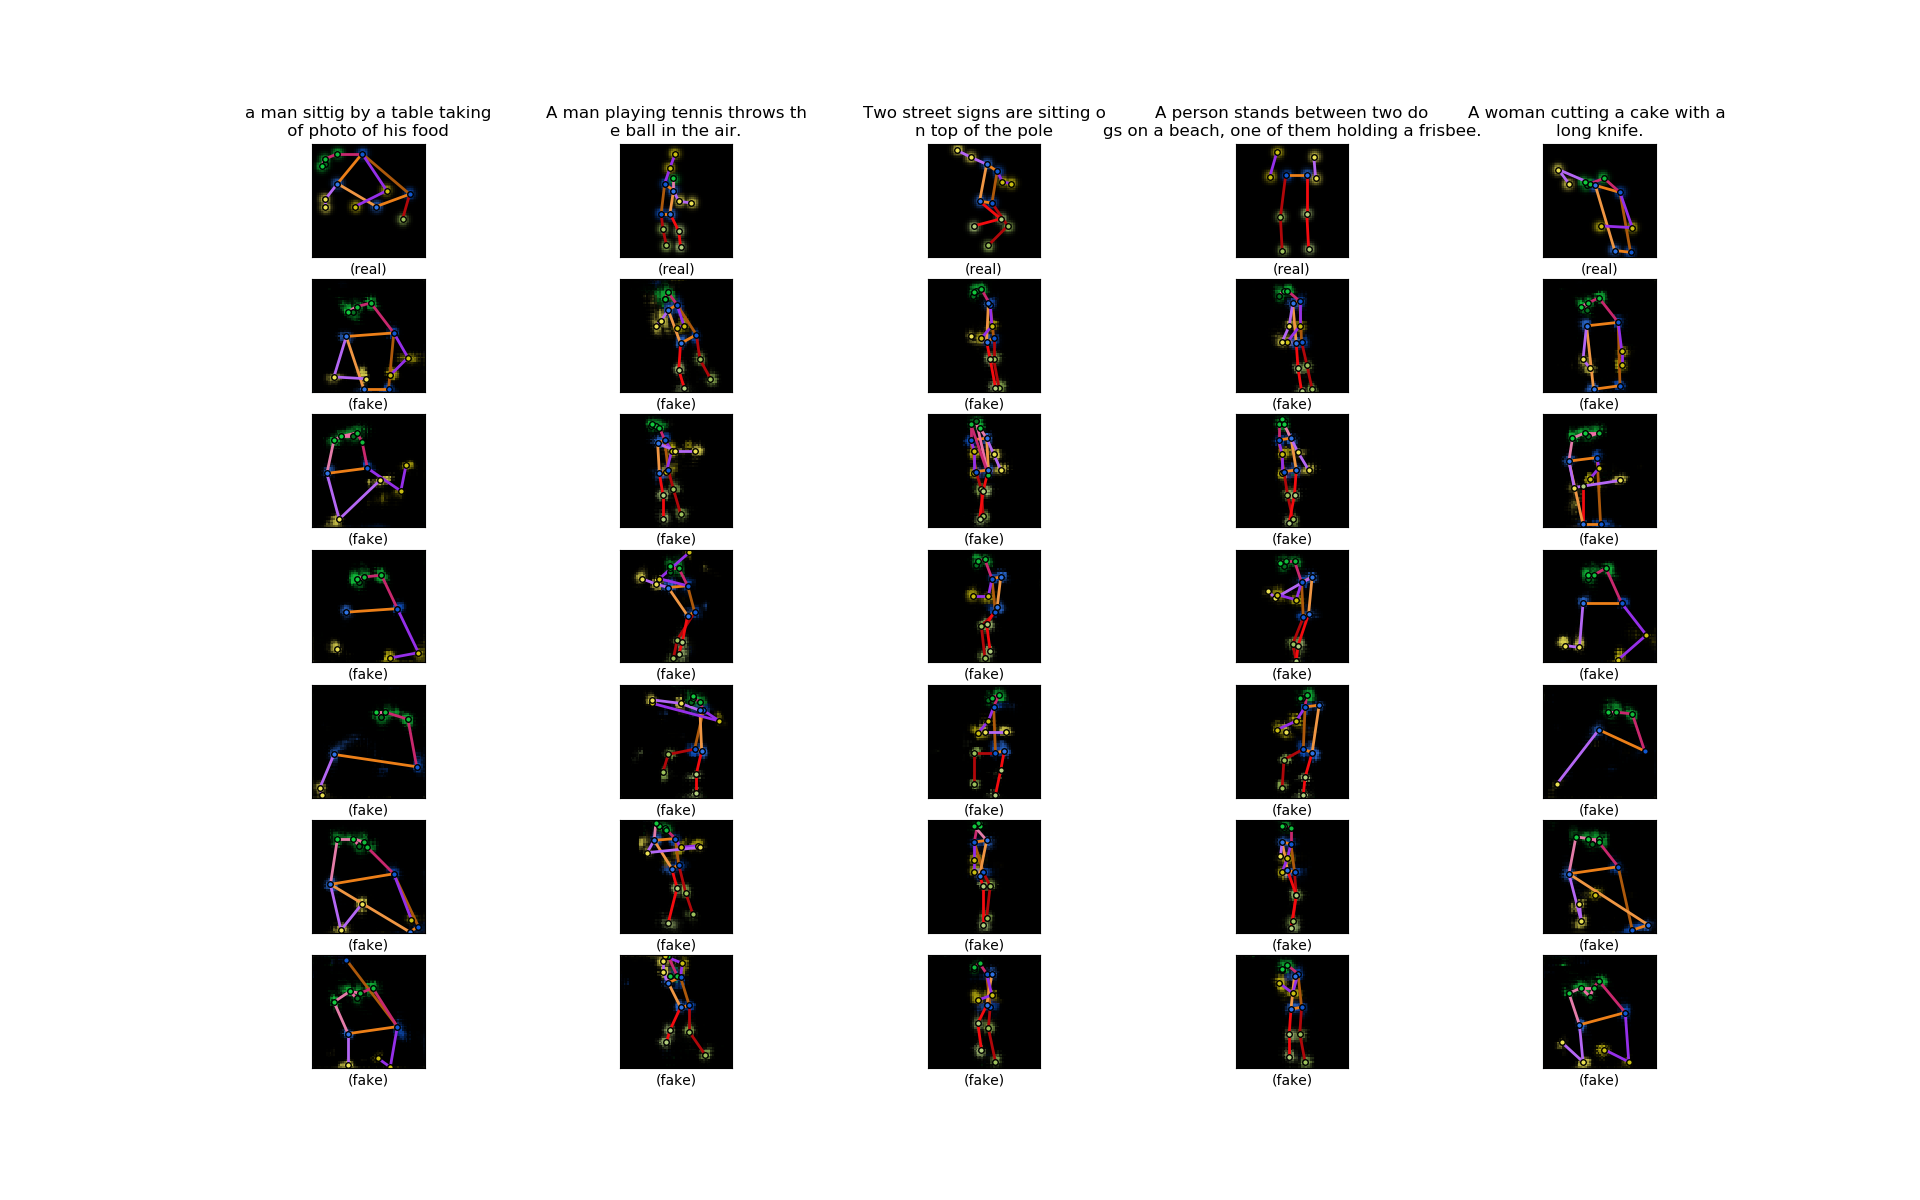 a man sittig by a table taking
of photo of his food
A man playing tennis throws th
e ball in the air.
Two street signs are sitting o
n top of the pole
A person stands between two do
gs on a beach, one of them holding a frisbee.
A woman cutting a cake with a
long knife.
(real) (real) (real) (real) (real)
(fake) (fake) (fake) (fake) (fake)
(fake) (fake) (fake) (fake) (fake)
(fake) (fake) (fake) (fake) (fake)
(fake) (fake) (fake) (fake) (fake)
(fake) (fake) (fake) (fake) (fake)
(fake) (fake) (fake) (fake) (fake)